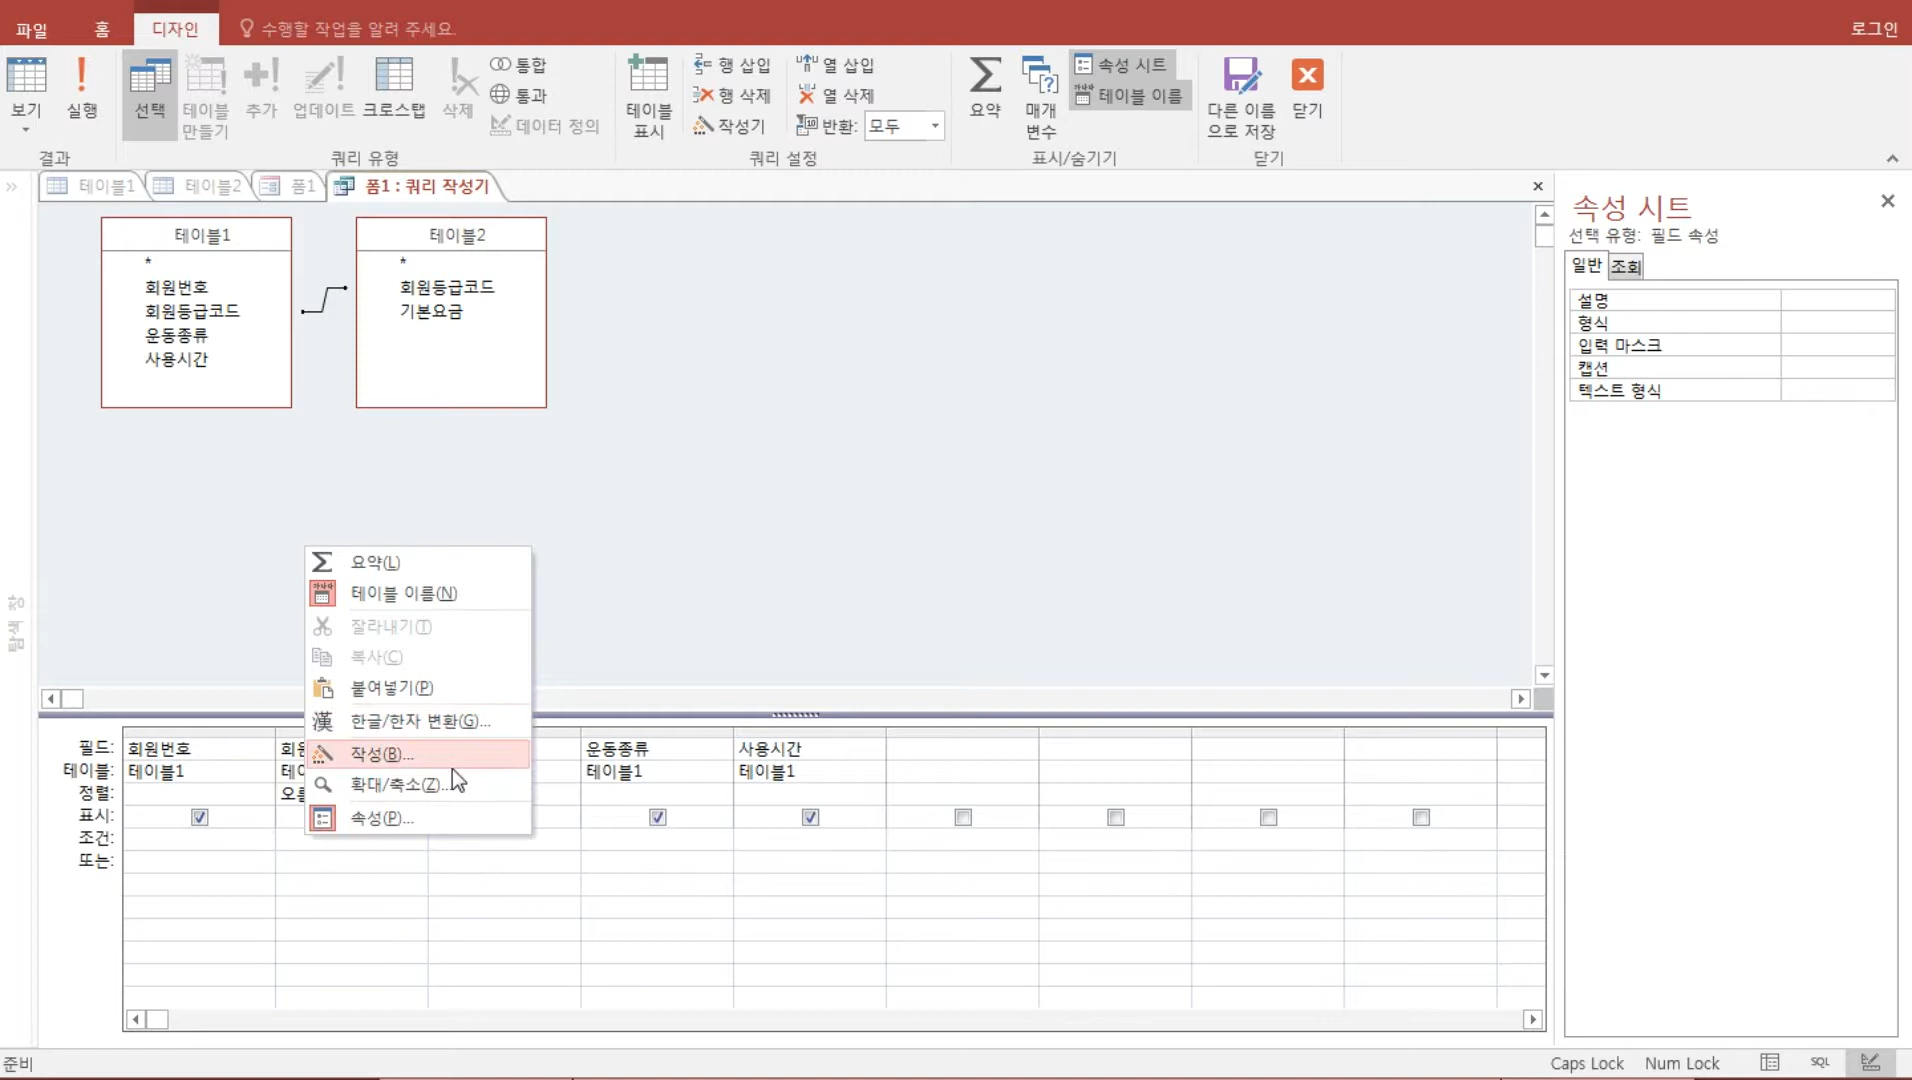 파일 홈 디자인 수행할 작업을 알려 주세요. 로그인
보기 실행 선택 테이블 만들기 추가 업데이트 크로스탭 삭제 통합 통과 데이터 정의
테이블 표시 행 삽입 행 삭제 작성기 열 삽입 열 삭제 반환: 모두
요약 매개 변수 속성 시트 테이블 이름 다른 이름으로 저장 닫기
결과 쿼리 유형 쿼리 설정 표시/숨기기 닫기
테이블1 테이블2 폼1 폼1 : 쿼리 작성기
탐색 창
테이블1
*
회원번호
회원등급코드
운동종류
사용시간
테이블2
*
회원등급코드
기본요금
요약(L)
테이블 이름(N)
잘라내기(T)
복사(C)
붙여넣기(P)
漢 한글/한자 변환(G)...
작성(B)...
확대/축소(Z)...
속성(P)...
필드: 회원번호 회원 운동종류 사용시간
테이블: 테이블1 테이 테이블1 테이블1
정렬: 오름
표시:
조건:
또는:
속성 시트
선택 유형: 필드 속성
일반 조회
설명
형식
입력 마스크
캡션
텍스트 형식
준비 Caps Lock Num Lock SQL